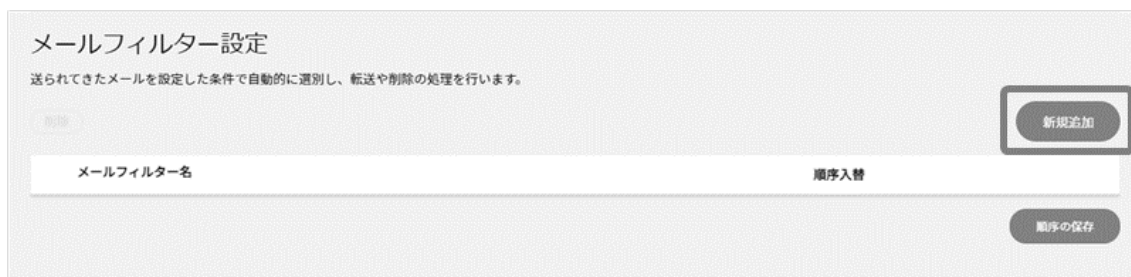 メールフィルター設定
送られてきたメールを設定した条件で自動的に選別し、転送や削除の処理を行います。
削除
新規追加
メールフィルター名 順序入替
順序の保存